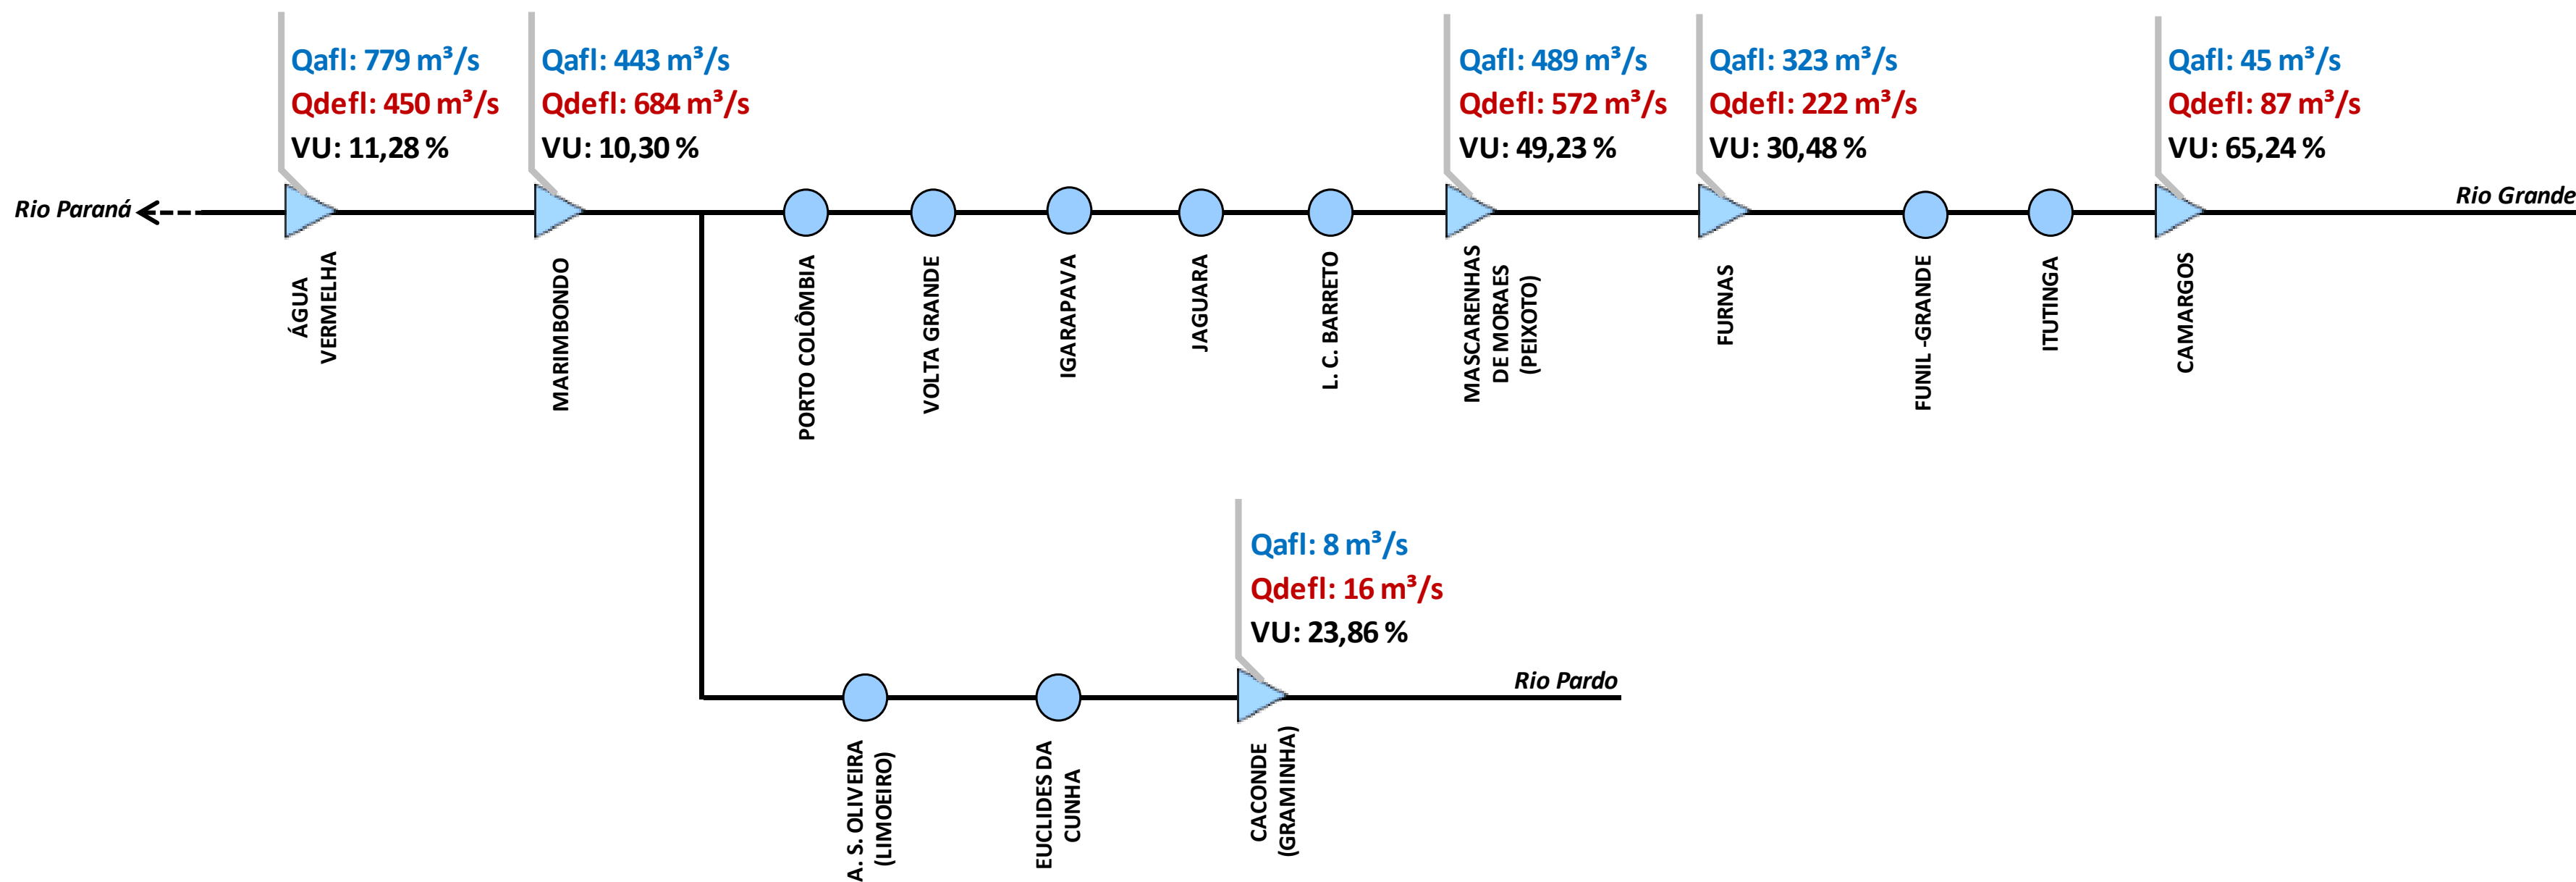 Qafl: 779 m³/s
Qdefl: 450 m³/s
VU: 11,28 %
Qafl: 443 m³/s
Qdefl: 684 m³/s
VU: 10,30 %
Qafl: 489 m³/s
Qdefl: 572 m³/s
VU: 49,23 %
Qafl: 323 m³/s
Qdefl: 222 m³/s
VU: 30,48 %
Qafl: 45 m³/s
Qdefl: 87 m³/s
VU: 65,24 %
Rio Paraná
Rio Grande
ÁGUA
VERMELHA
MARIMBONDO
PORTO COLÔMBIA
VOLTA GRANDE
IGARAPAVA
JAGUARA
L. C. BARRETO
MASCARENHAS
DE MORAES
(PEIXOTO)
FURNAS
FUNIL -GRANDE
ITUTINGA
CAMARGOS
Qafl: 8 m³/s
Qdefl: 16 m³/s
VU: 23,86 %
Rio Pardo
A. S. OLIVEIRA
(LIMOEIRO)
EUCLIDES DA
CUNHA
CACONDE
(GRAMINHA)